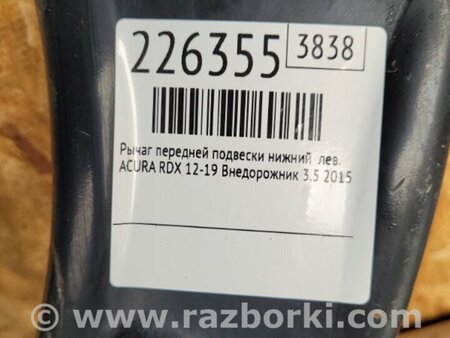 226355 3838
Рычаг передней подвески нижний лев.
ACURA RDX 12-19 Внедорожник 3.5 2015
www.razborki.com